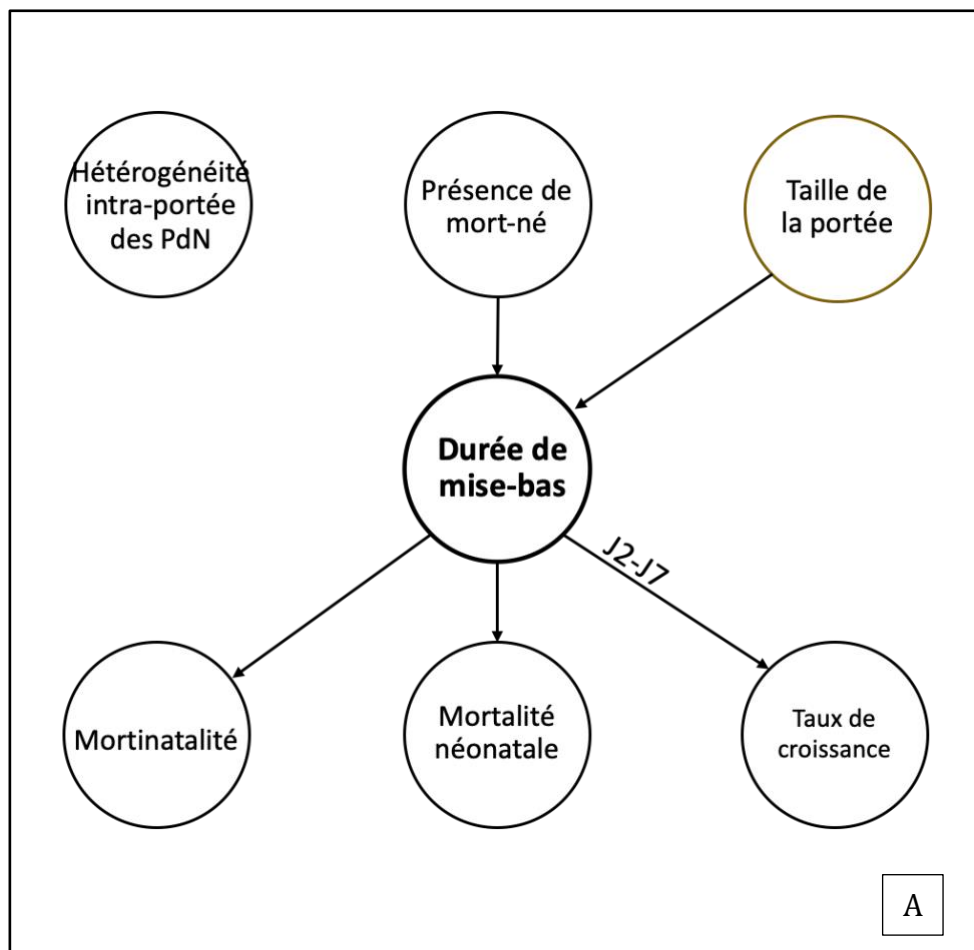 Hétérogénéité
intra-portée
des PdN
Présence de
mort-né
Taille de
la portée
Durée de
mise-bas
J2-J7
Mortinatalité
Mortalité
néonatale
Taux de
croissance
A